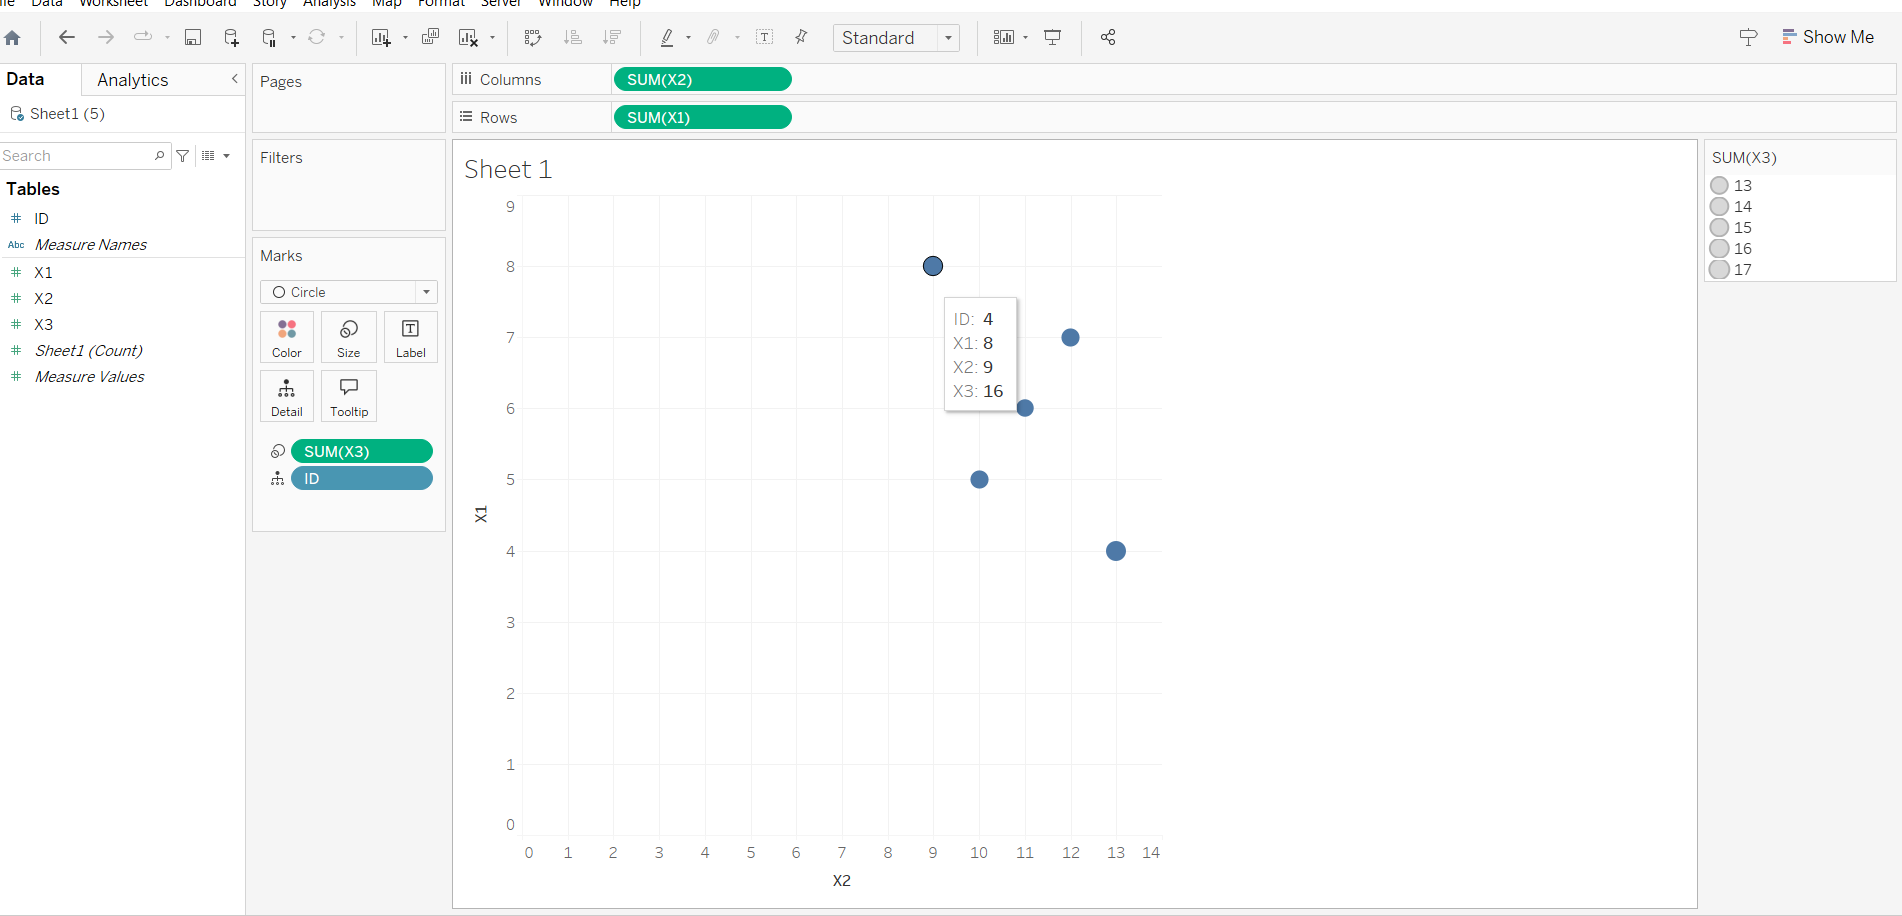 Data Worksheet Dashboard Story Analysis Map Format Server Window Help
Standard
Show Me
Data Analytics
Sheet1 (5)
Search
Tables
ID
Abc Measure Names
X1
X2
X3
Sheet1 (Count)
Measure Values
Pages
Filters
Marks
Circle
Color Size Label
Detail Tooltip
SUM(X3)
ID
Columns SUM(X2)
Rows SUM(X1)
Sheet 1
9
8
7
6
5
4
3
2
1
0
X1
ID: 4
X1: 8
X2: 9
X3: 16
0 1 2 3 4 5 6 7 8 9 10 11 12 13 14
X2
SUM(X3)
13
14
15
16
17